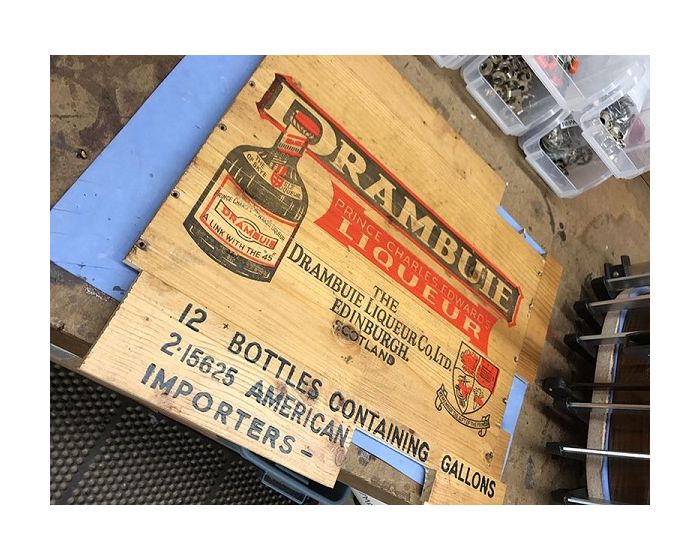 DRAMBUIE
PRINCE CHARLES EDWARD'S
LIQUEUR
DRAMBUIE
A LINK WITH THE 45
THE
DRAMBUIE LIQUEUR CO. LTD.
EDINBURGH.
SCOTLAND
12 BOTTLES CONTAINING
2·15625 AMERICAN GALLONS
IMPORTERS-